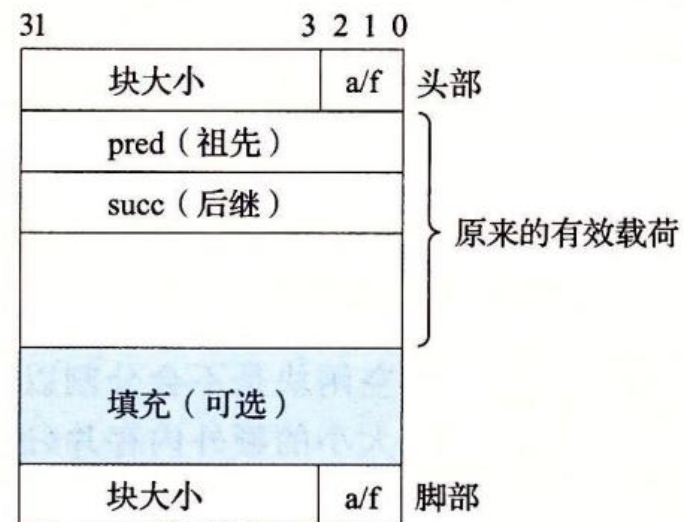 31 3 2 1 0
块大小 a/f 头部
pred（祖先）
succ（后继）
原来的有效载荷
填充（可选）
块大小 a/f 脚部